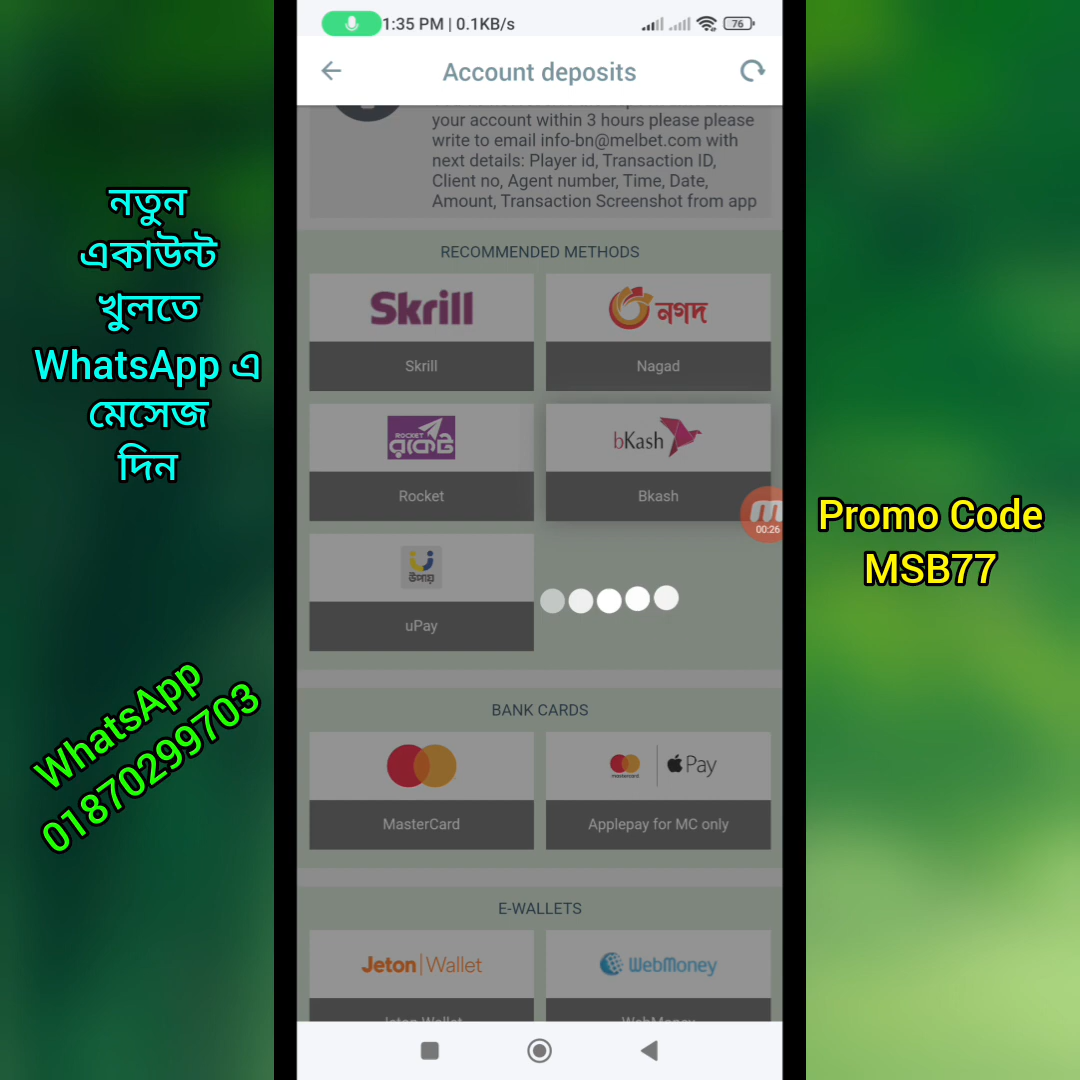 1:35 PM | 0.1KB/s
76
Account deposits
your account within 3 hours please please
write to email info-bn@melbet.com with
next details: Player id, Transaction ID,
Client no, Agent number, Time, Date,
Amount, Transaction Screenshot from app
RECOMMENDED METHODS
Skrill
নগদ
Skrill
Nagad
ROCKET
রকেট
bKash
Rocket
Bkash
00:26
উপায়
uPay
BANK CARDS
mastercard
Pay
MasterCard
Applepay for MC only
E-WALLETS
Jeton Wallet
WebMoney
Jeton Wallet
WebMoney
নতুন
একাউন্ট
খুলতে
WhatsApp এ
মেসেজ
দিন
WhatsApp
01870299703
Promo Code
MSB77